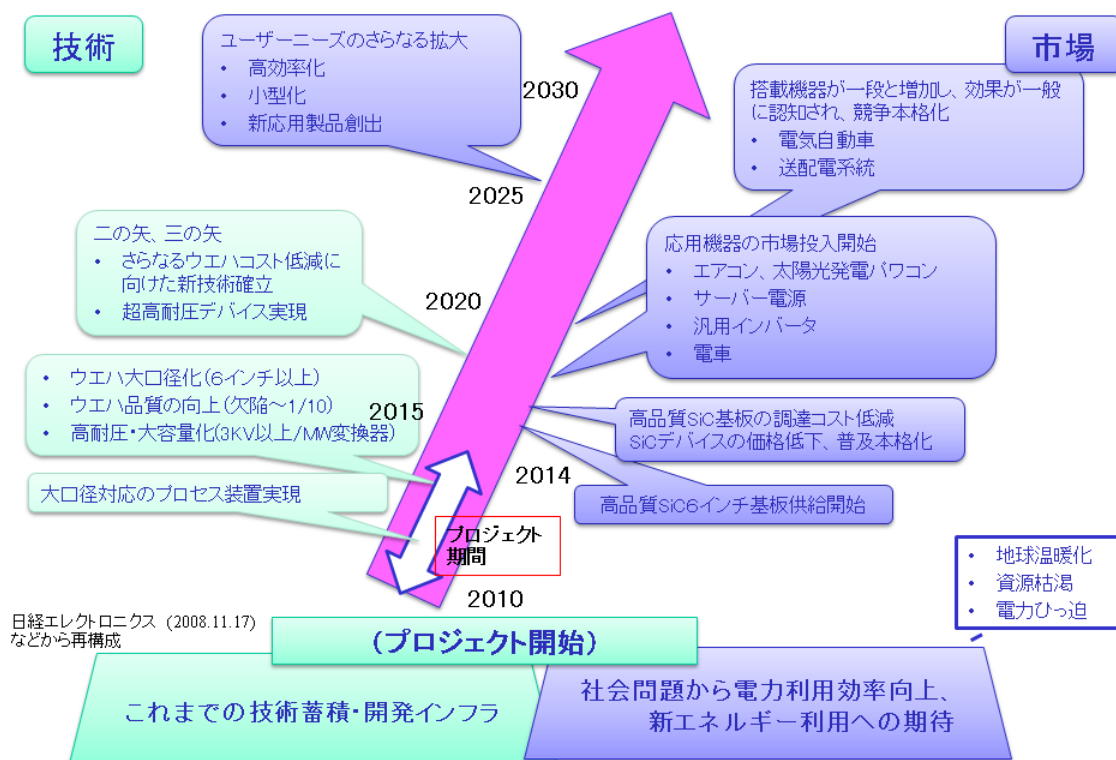 技術
市場
ユーザーニーズのさらなる拡大
• 高効率化
• 小型化
• 新応用製品創出
2030
搭載機器が一段と増加し、効果が一般
に認知され、競争本格化
• 電気自動車
• 送配電系統
2025
二の矢、三の矢
• さらなるウエハコスト低減に
向けた新技術確立
• 超高耐圧デバイス実現
2020
応用機器の市場投入開始
• エアコン、太陽光発電パワコン
• サーバー電源
• 汎用インバータ
• 電車
• ウエハ大口径化(6インチ以上)
• ウエハ品質の向上(欠陥～1/10)
• 高耐圧・大容量化(3KV以上/MW変換器)
2015
高品質SiC基板の調達コスト低減
SiCデバイスの価格低下、普及本格化
2014
大口径対応のプロセス装置実現
高品質SiC6インチ基板供給開始
プロジェクト
期間
• 地球温暖化
• 資源枯渇
• 電力ひっ迫
2010
日経エレクトロニクス (2008.11.17)
などから再構成
(プロジェクト開始)
これまでの技術蓄積・開発インフラ
社会問題から電力利用効率向上、
新エネルギー利用への期待